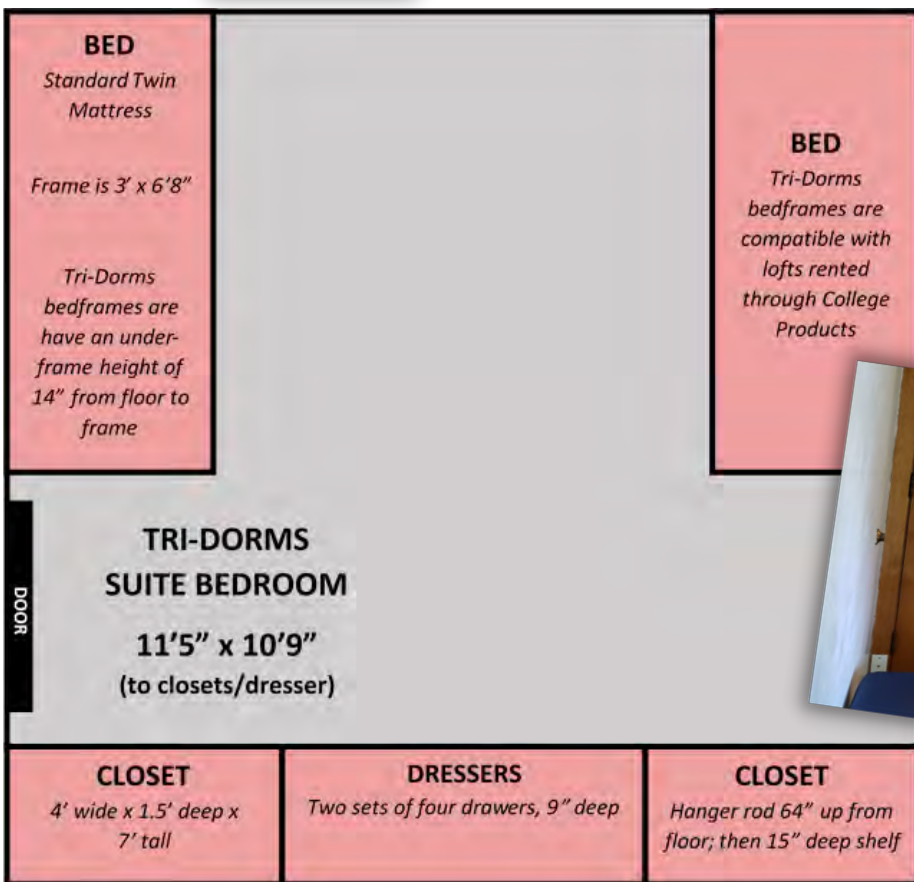 BED
Standard Twin
Mattress
Frame is 3’ x 6’8”
Tri-Dorms
bedframes are
have an under-
frame height of
14” from floor to
frame
BED
Tri-Dorms
bedframes are
compatible with
lofts rented
through College
Products
DOOR
TRI-DORMS
SUITE BEDROOM
11’5” x 10’9”
(to closets/dresser)
CLOSET
4’ wide x 1.5’ deep x
7’ tall
DRESSERS
Two sets of four drawers, 9” deep
CLOSET
Hanger rod 64” up from
floor; then 15” deep shelf